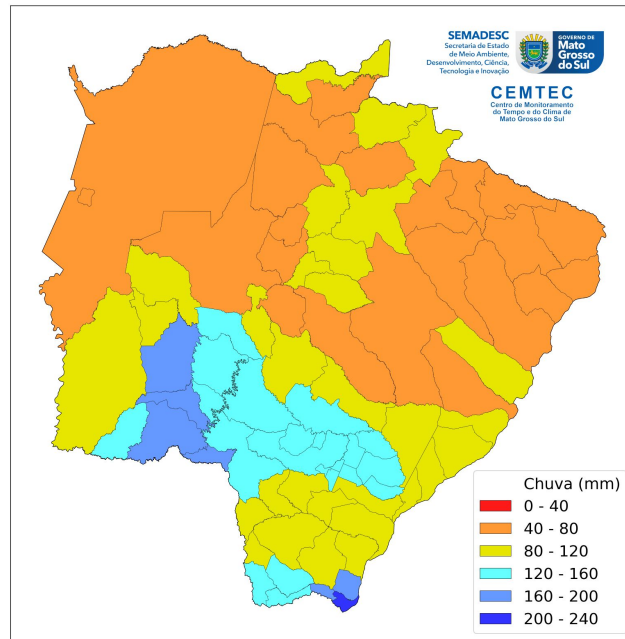 SEMADESC
Secretaria de Estado
de Meio Ambiente,
Desenvolvimento, Ciência,
Tecnologia e Inovação
GOVERNO DE
Mato
Grosso
do Sul
CEMTEC
Centro de Monitoramento
do Tempo e do Clima de
Mato Grosso do Sul
Chuva (mm)
0 - 40
40 - 80
80 - 120
120 - 160
160 - 200
200 - 240